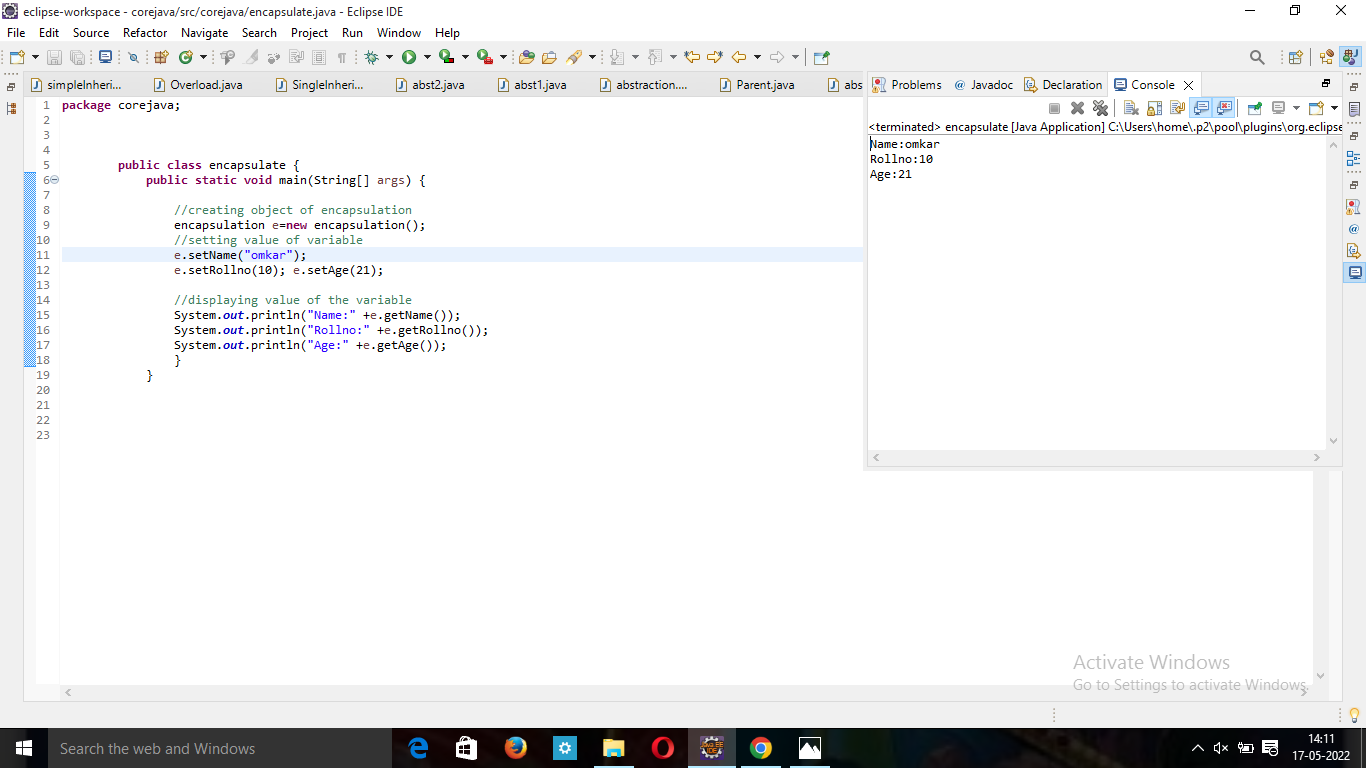 eclipse-workspace - corejava/src/corejava/encapsulate.java - Eclipse IDE
File Edit Source Refactor Navigate Search Project Run Window Help
simpleInheri... Overload.java SingleInheri... abst2.java abst1.java abstraction.... Parent.java abs
Problems @ Javadoc Declaration Console
<terminated> encapsulate [Java Application] C:\Users\home\.p2\pool\plugins\org.eclipse
Name:omkar
Rollno:10
Age:21
1 package corejava;
2
3
4
5 public class encapsulate {
6 public static void main(String[] args) {
7
8 //creating object of encapsulation
9 encapsulation e=new encapsulation();
10 //setting value of variable
11 e.setName("omkar");
12 e.setRollno(10); e.setAge(21);
13
14 //displaying value of the variable
15 System.out.println("Name:" +e.getName());
16 System.out.println("Rollno:" +e.getRollno());
17 System.out.println("Age:" +e.getAge());
18 }
19 }
20
21
22
23
Activate Windows
Go to Settings to activate Windows.
Search the web and Windows
14:11
17-05-2022